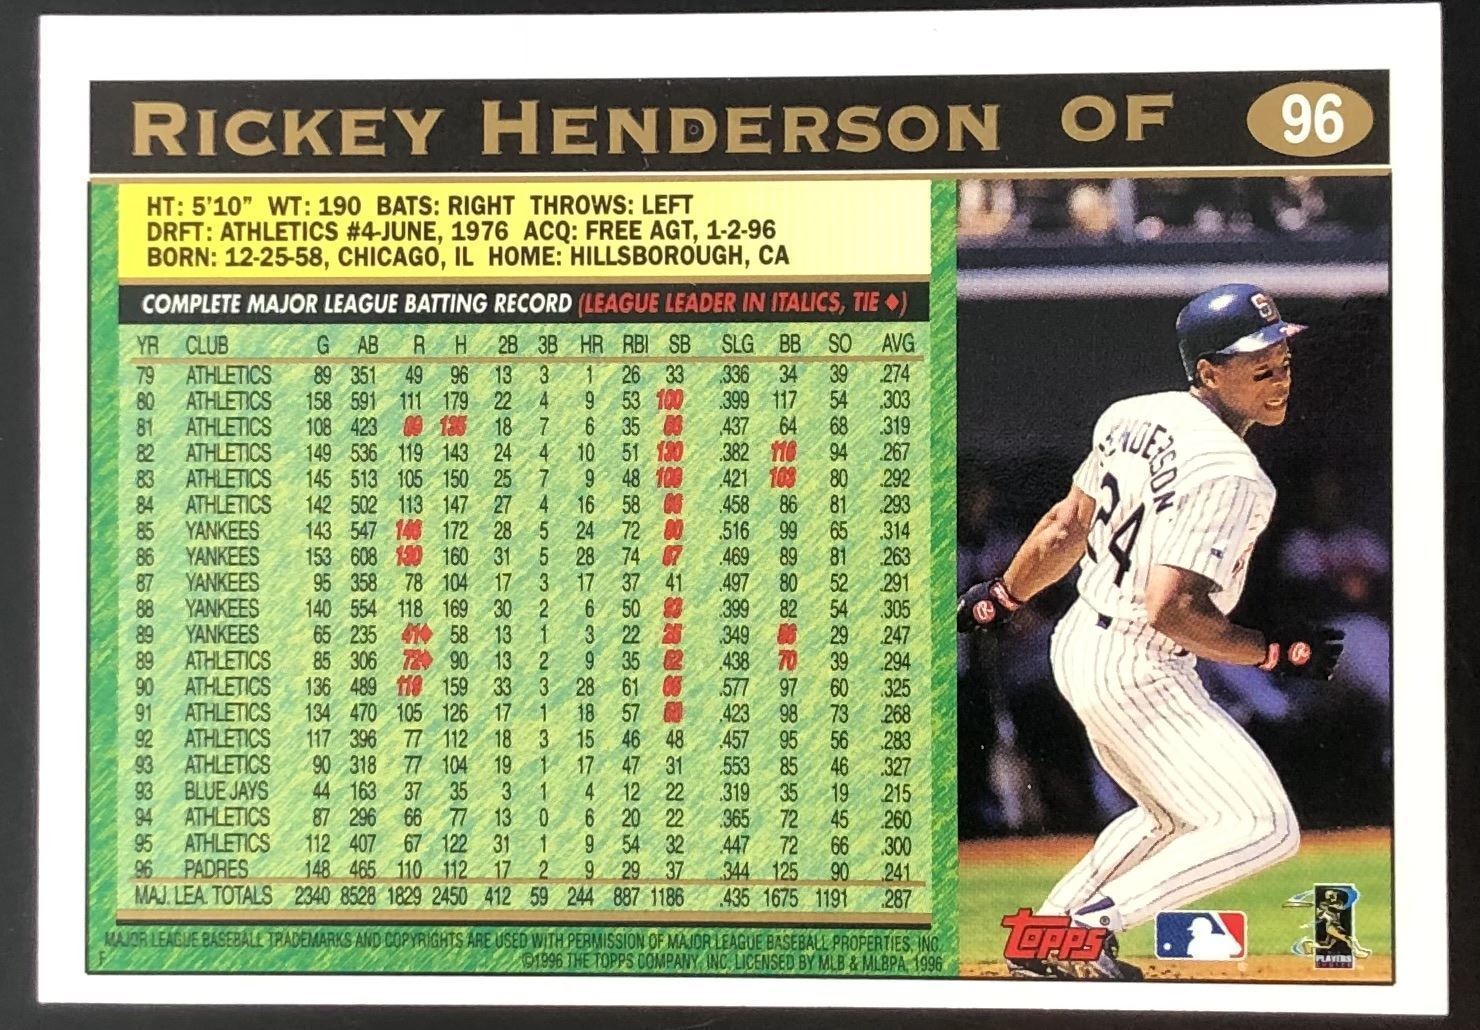 RICKEY HENDERSON OF 96
HT: 5'10" WT: 190 BATS: RIGHT THROWS: LEFT
DRFT: ATHLETICS #4-JUNE, 1976 ACQ: FREE AGT, 1-2-96
BORN: 12-25-58, CHICAGO, IL HOME: HILLSBOROUGH, CA
COMPLETE MAJOR LEAGUE BATTING RECORD (LEAGUE LEADER IN ITALICS, TIE ♦)
YR CLUB G AB R H 2B 3B HR RBI SB SLG BB SO AVG
79 ATHLETICS 89 351 49 96 13 3 1 26 33 .336 34 39 .274
80 ATHLETICS 158 591 111 179 22 4 9 53 100 .399 117 54 .303
81 ATHLETICS 108 423 89 135 18 7 6 35 56 .437 64 68 .319
82 ATHLETICS 149 536 119 143 24 4 10 51 130 .382 116 94 .267
83 ATHLETICS 145 513 105 150 25 7 9 48 108 .421 103 80 .292
84 ATHLETICS 142 502 113 147 27 4 16 58 66 .458 86 81 .293
85 YANKEES 143 547 146 172 28 5 24 72 80 .516 99 65 .314
86 YANKEES 153 608 130 160 31 5 28 74 87 .469 89 81 .263
87 YANKEES 95 358 78 104 17 3 17 37 41 .497 80 52 .291
88 YANKEES 140 554 118 169 30 2 6 50 93 .399 82 54 .305
89 YANKEES 65 235 41♦ 58 13 1 3 22 25 .349 56 29 .247
89 ATHLETICS 85 306 72♦ 90 13 2 9 35 52 .438 70 39 .294
90 ATHLETICS 136 489 119 159 33 3 28 61 65 .577 97 60 .325
91 ATHLETICS 134 470 105 126 17 1 18 57 58 .423 98 73 .268
92 ATHLETICS 117 396 77 112 18 3 15 46 48 .457 95 56 .283
93 ATHLETICS 90 318 77 104 19 1 17 47 31 .553 85 46 .327
93 BLUE JAYS 44 163 37 35 3 1 4 12 22 .319 35 19 .215
94 ATHLETICS 87 296 66 77 13 0 6 20 22 .365 72 45 .260
95 ATHLETICS 112 407 67 122 31 1 9 54 32 .447 72 66 .300
96 PADRES 148 465 110 112 17 2 9 29 37 .344 125 90 .241
MAJ. LEA. TOTALS 2340 8528 1829 2450 412 59 244 887 1186 .435 1675 1191 .287
MAJOR LEAGUE BASEBALL TRADEMARKS AND COPYRIGHTS ARE USED WITH PERMISSION OF MAJOR LEAGUE BASEBALL PROPERTIES, INC.
F ©1996 THE TOPPS COMPANY, INC. LICENSED BY MLB & MLBPA, 1996
HENDERSON
24
TOPPS ®
PLAYERS CHOICE